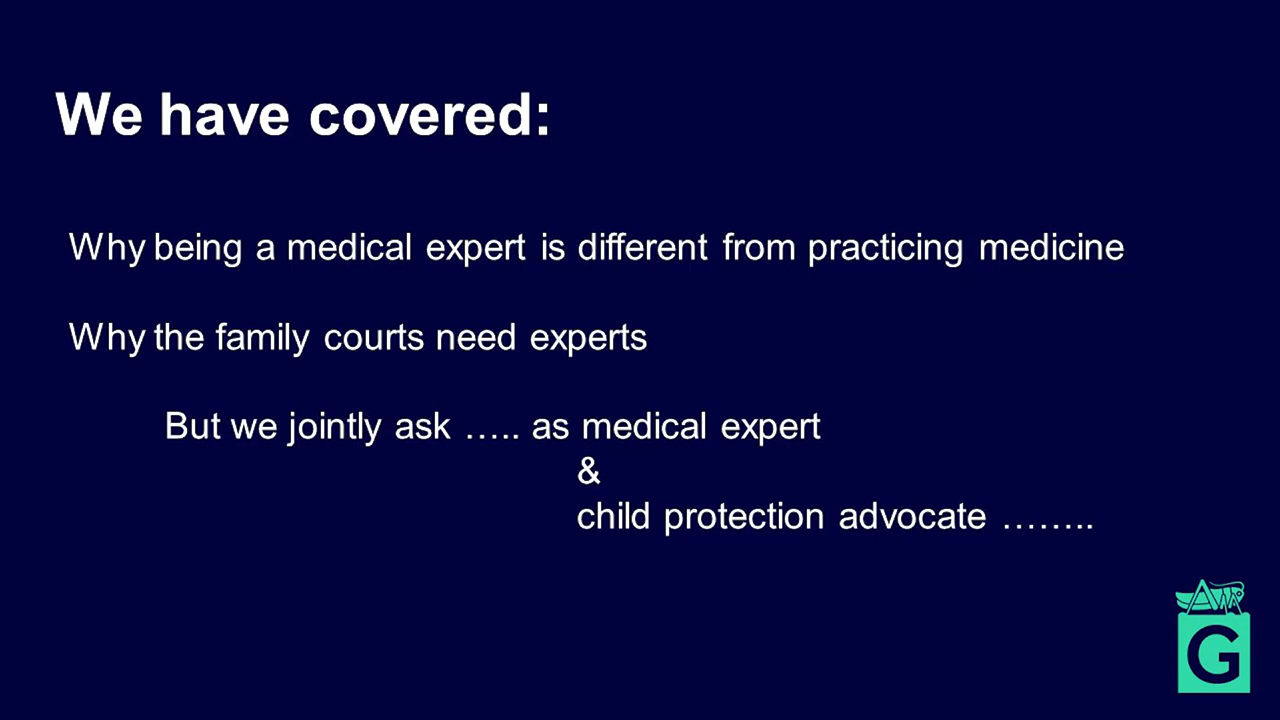 We have covered:
Why being a medical expert is different from practicing medicine
Why the family courts need experts
But we jointly ask ….. as medical expert
&
child protection advocate ……..
G